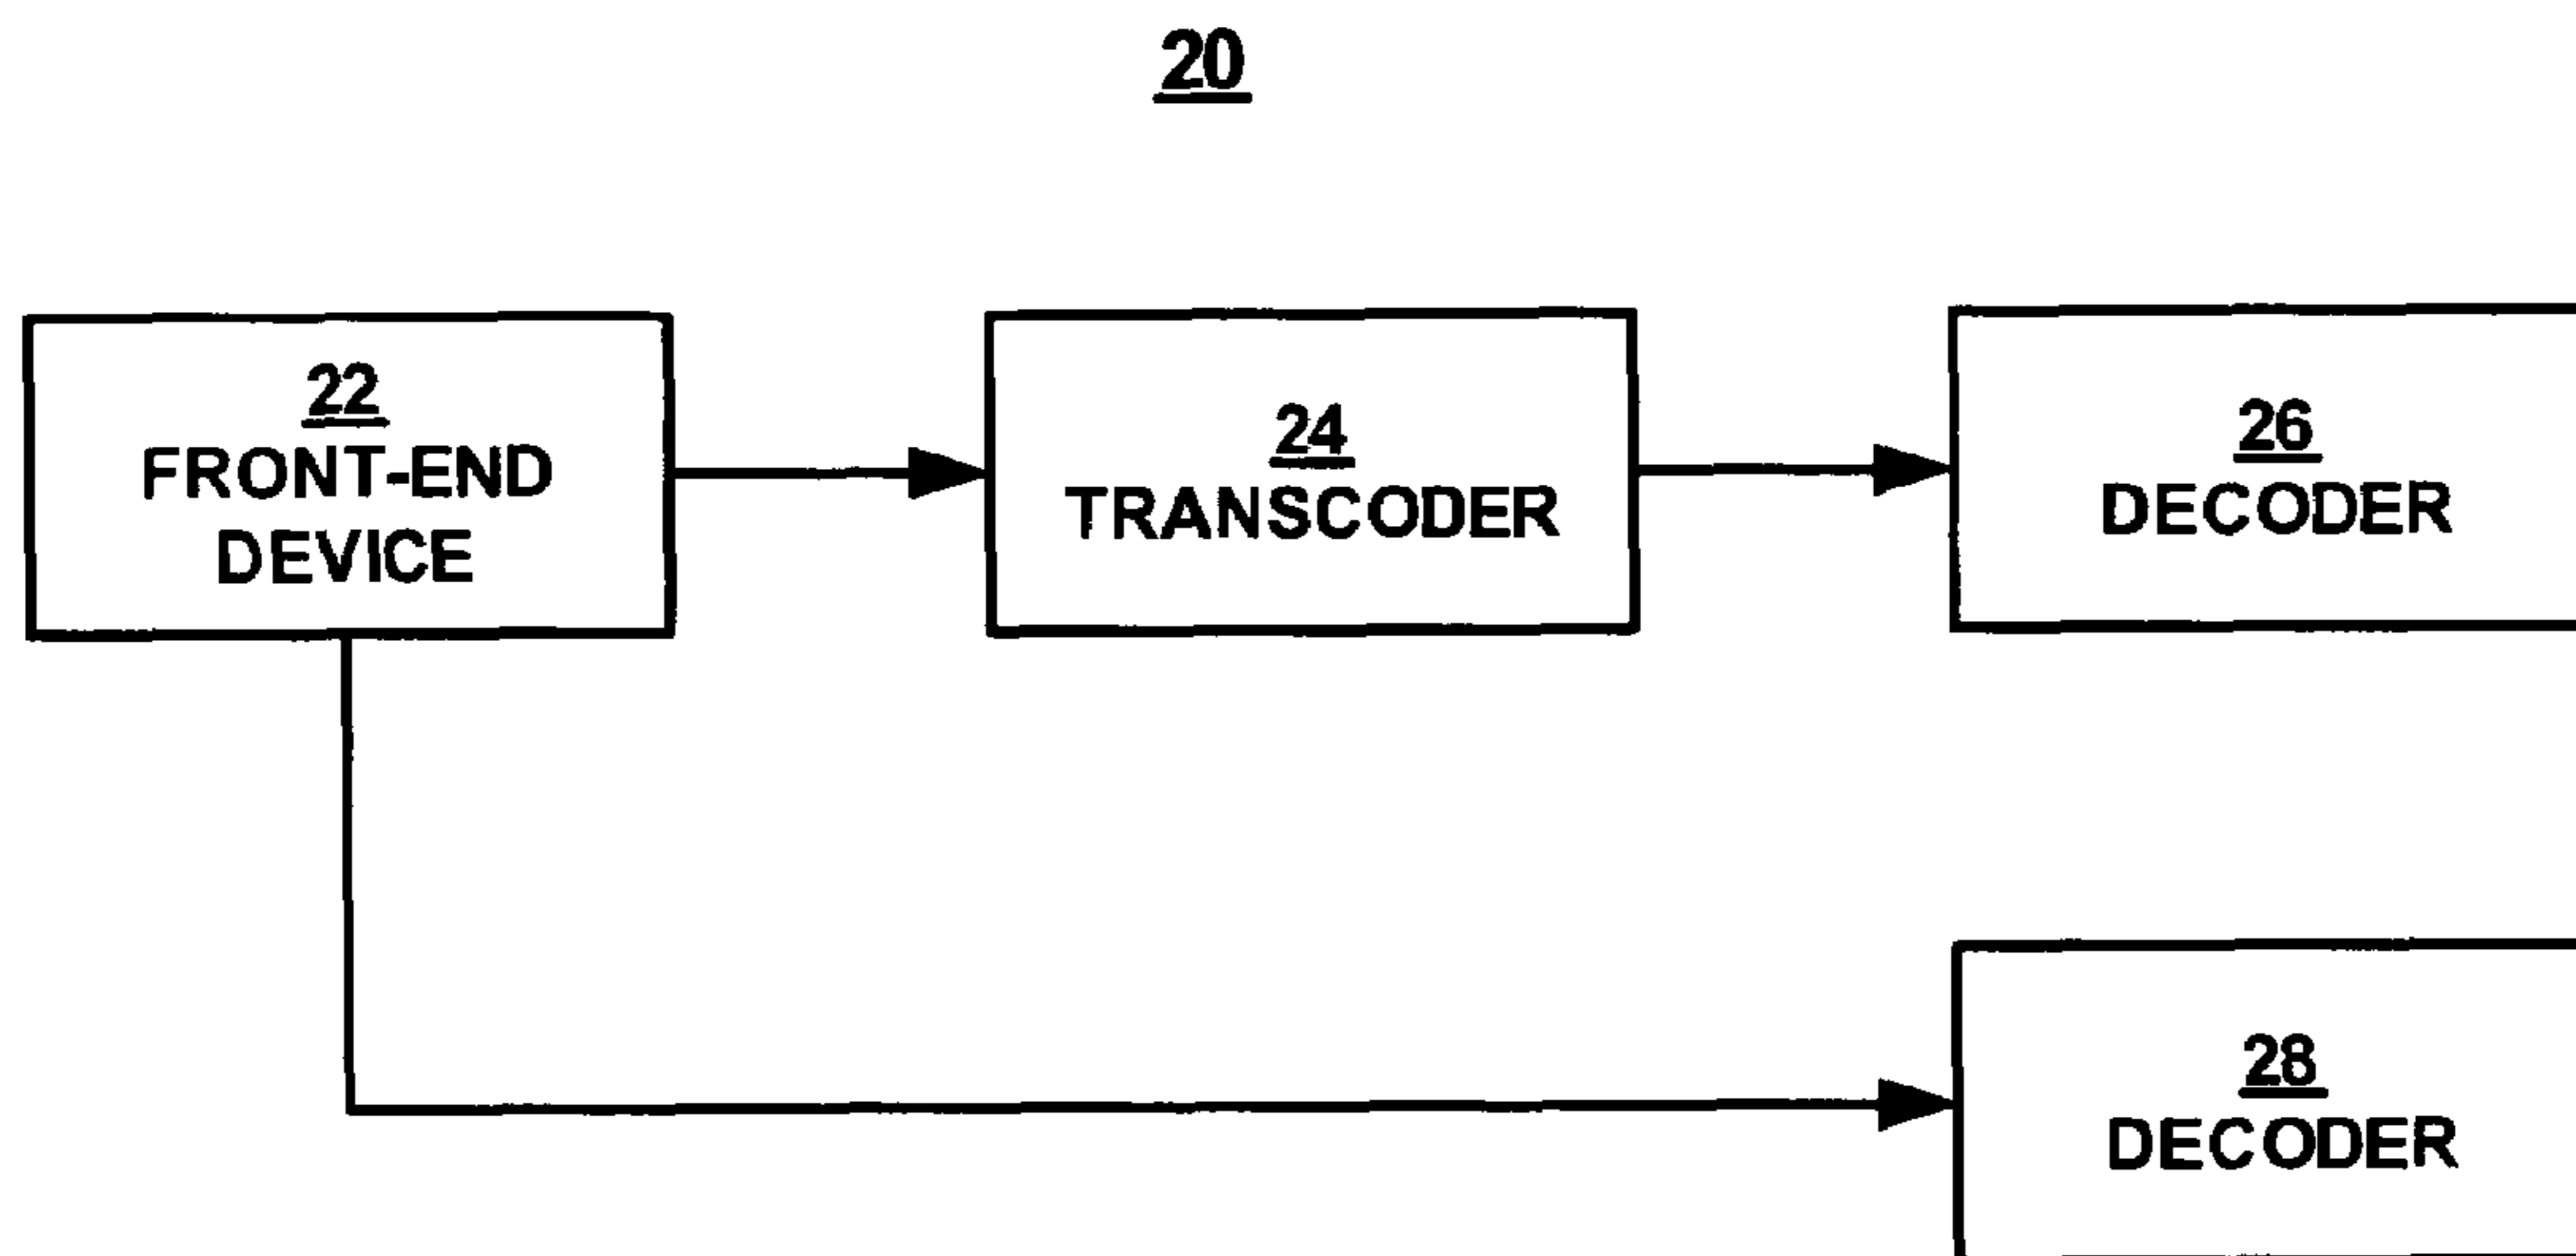 20
22
FRONT-END
DEVICE
24
TRANSCODER
26
DECODER
28
DECODER